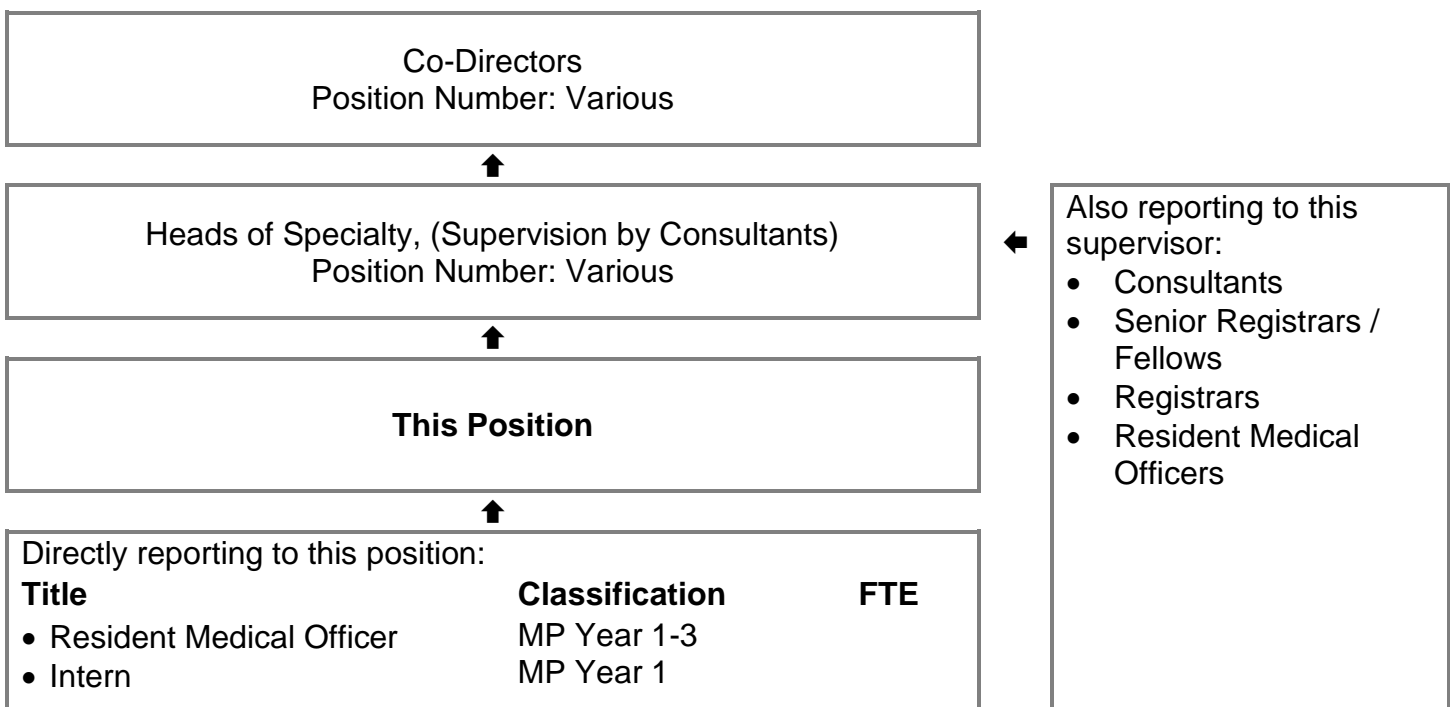 Co-Directors
Position Number: Various
Heads of Specialty, (Supervision by Consultants)
Position Number: Various
Also reporting to this
supervisor:
• Consultants
• Senior Registrars /
Fellows
• Registrars
• Resident Medical
Officers
This Position
Directly reporting to this position:
Title Classification FTE
• Resident Medical Officer MP Year 1-3
• Intern MP Year 1